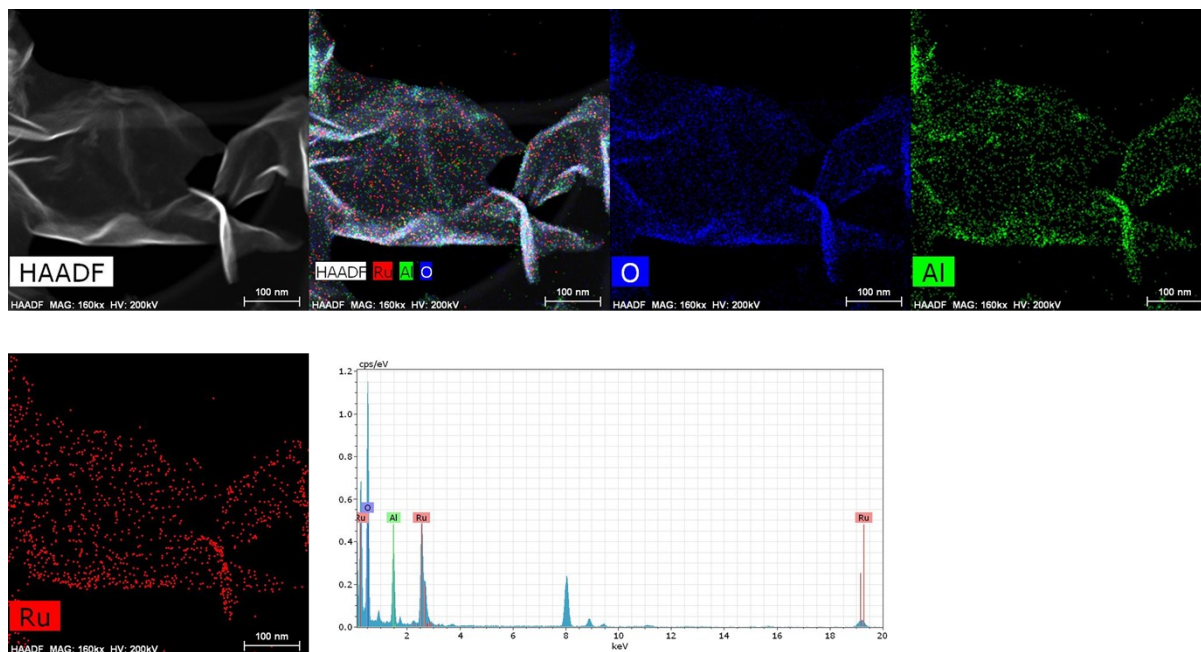 HAADF
100 nm
HAADF MAG: 160kx HV: 200kV
HAADF Ru Al O
100 nm
HAADF MAG: 160kx HV: 200kV
O
100 nm
HAADF MAG: 160kx HV: 200kV
Al
100 nm
HAADF MAG: 160kx HV: 200kV
Ru
100 nm
HAADF MAG: 160kx HV: 200kV
cps/eV
1.2
1.0
0.8
0.6
0.4
0.2
0.0
O
Ru Al Ru Ru
2 4 6 8 10 12 14 16 18 20
keV